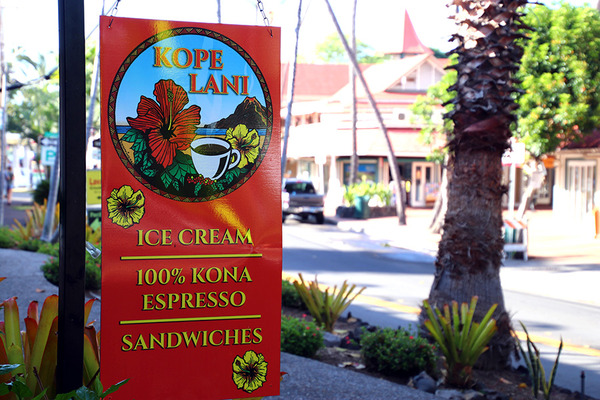 KOPE
LANI
ICE CREAM
100% KONA
ESPRESSO
SANDWICHES